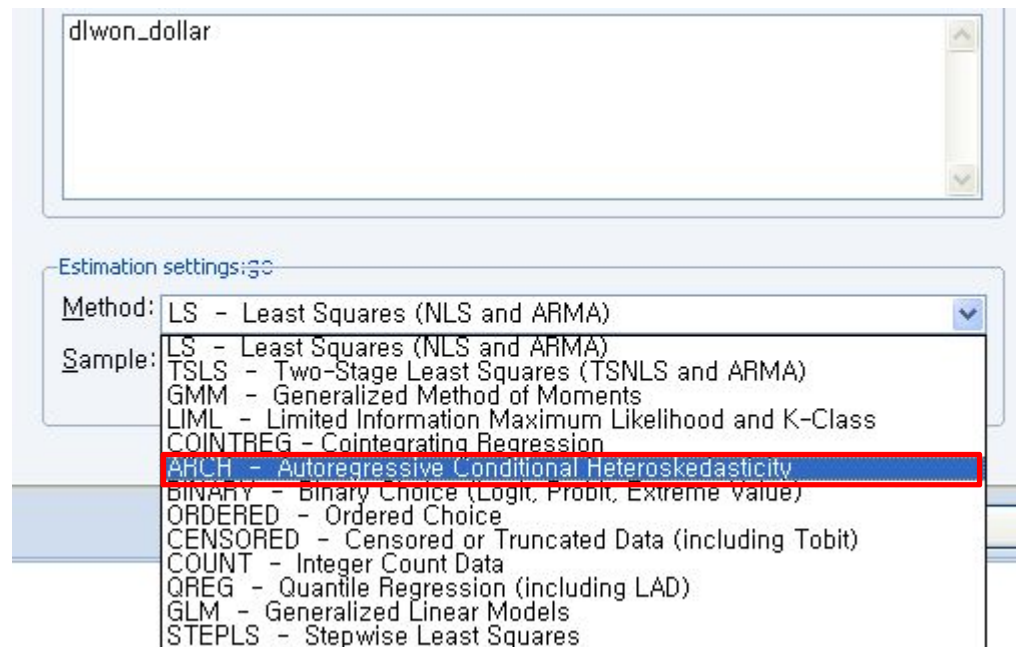 dlwon_dollar
Estimation settings:
Method: LS - Least Squares (NLS and ARMA)
Sample:
LS - Least Squares (NLS and ARMA)
TSLS - Two-Stage Least Squares (TSNLS and ARMA)
GMM - Generalized Method of Moments
LIML - Limited Information Maximum Likelihood and K-Class
COINTREG - Cointegrating Regression
ARCH - Autoregressive Conditional Heteroskedasticity
BINARY - Binary Choice (Logit, Probit, Extreme Value)
ORDERED - Ordered Choice
CENSORED - Censored or Truncated Data (including Tobit)
COUNT - Integer Count Data
QREG - Quantile Regression (including LAD)
GLM - Generalized Linear Models
STEPLS - Stepwise Least Squares